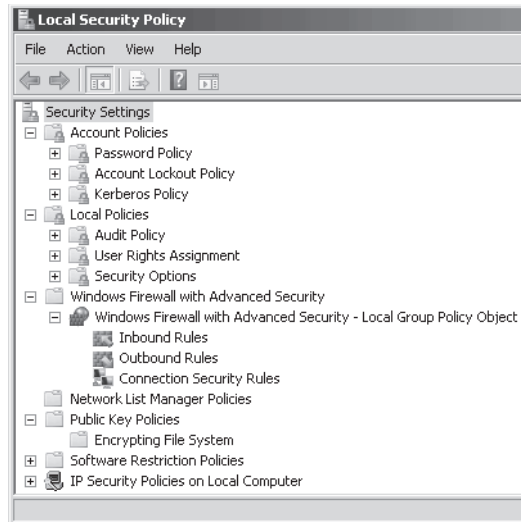 Local Security Policy
File Action View Help
Security Settings
Account Policies
Password Policy
Account Lockout Policy
Kerberos Policy
Local Policies
Audit Policy
User Rights Assignment
Security Options
Windows Firewall with Advanced Security
Windows Firewall with Advanced Security - Local Group Policy Object
Inbound Rules
Outbound Rules
Connection Security Rules
Network List Manager Policies
Public Key Policies
Encrypting File System
Software Restriction Policies
IP Security Policies on Local Computer